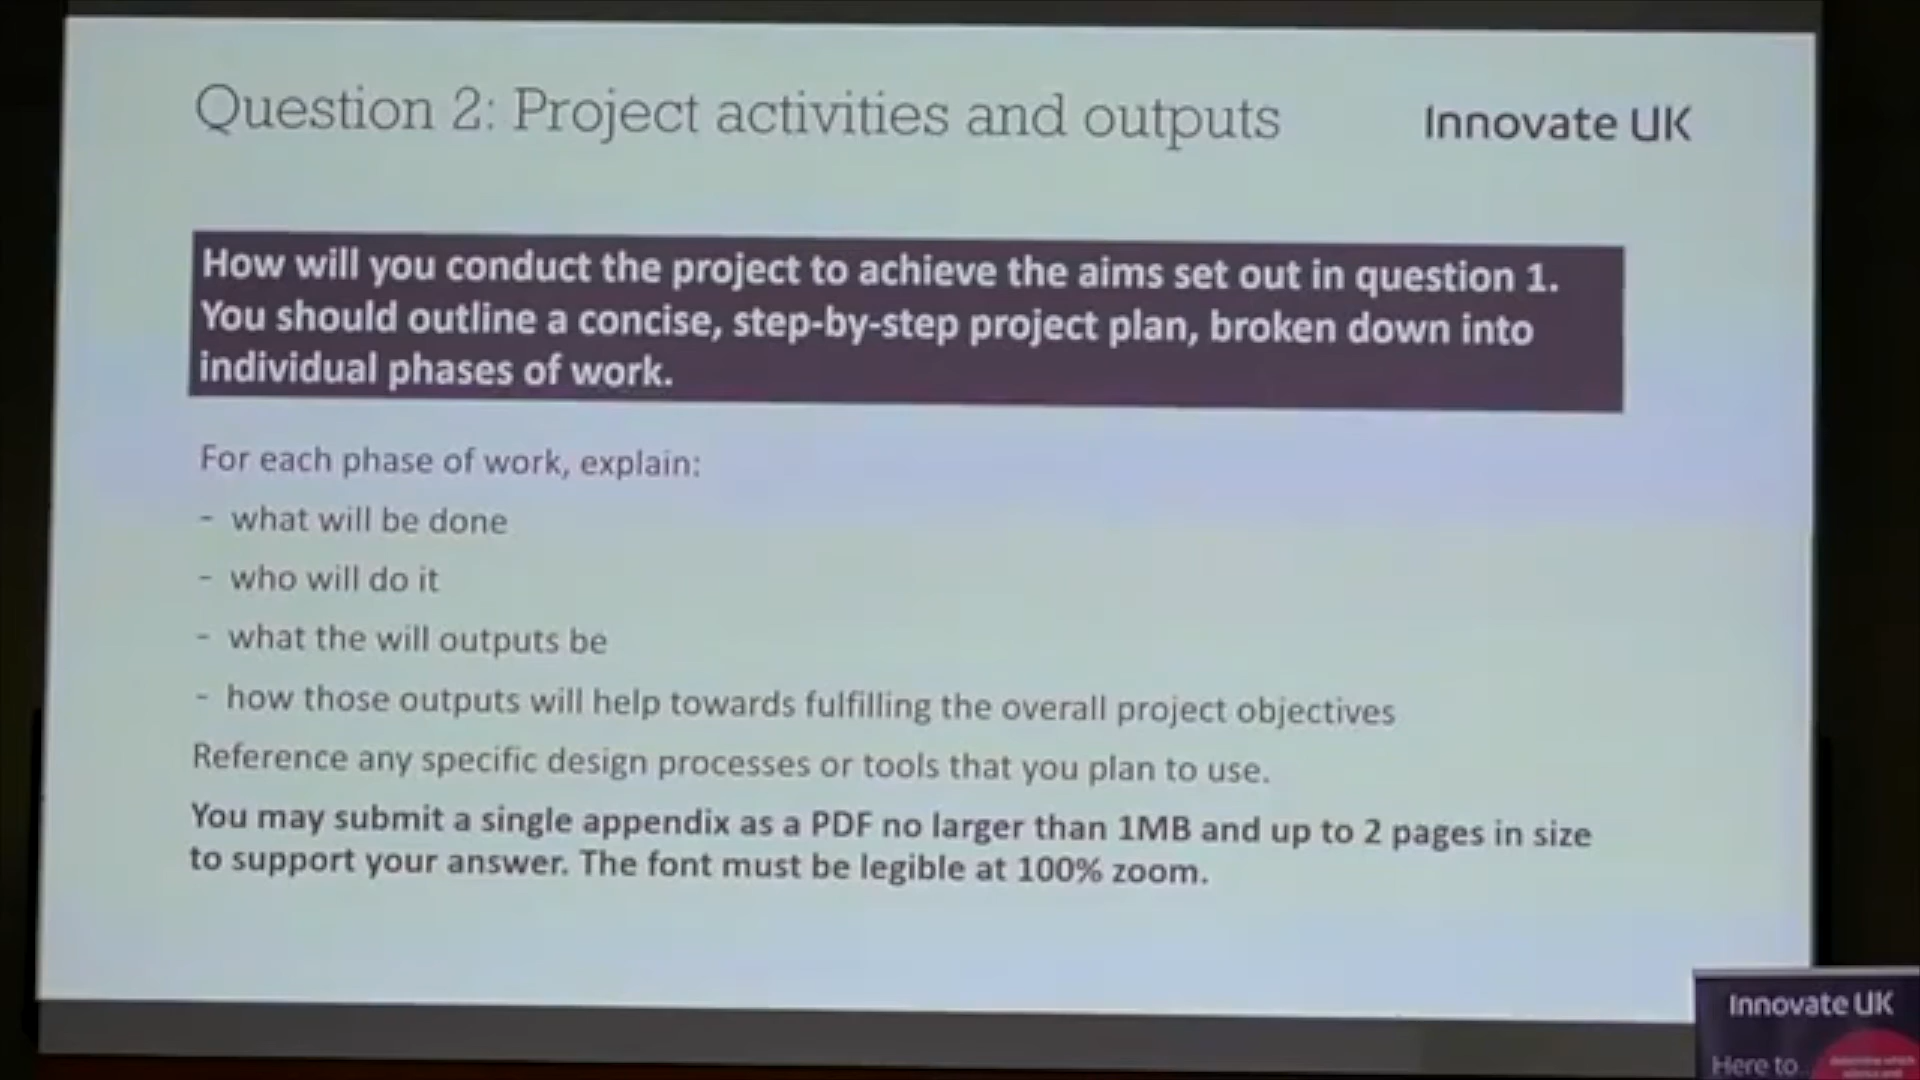 Question 2: Project activities and outputs
Innovate UK
How will you conduct the project to achieve the aims set out in question 1.
You should outline a concise, step-by-step project plan, broken down into
individual phases of work.
For each phase of work, explain:
- what will be done
- who will do it
- what the will outputs be
- how those outputs will help towards fulfilling the overall project objectives
Reference any specific design processes or tools that you plan to use.
You may submit a single appendix as a PDF no larger than 1MB and up to 2 pages in size
to support your answer. The font must be legible at 100% zoom.
Innovate UK
Here to